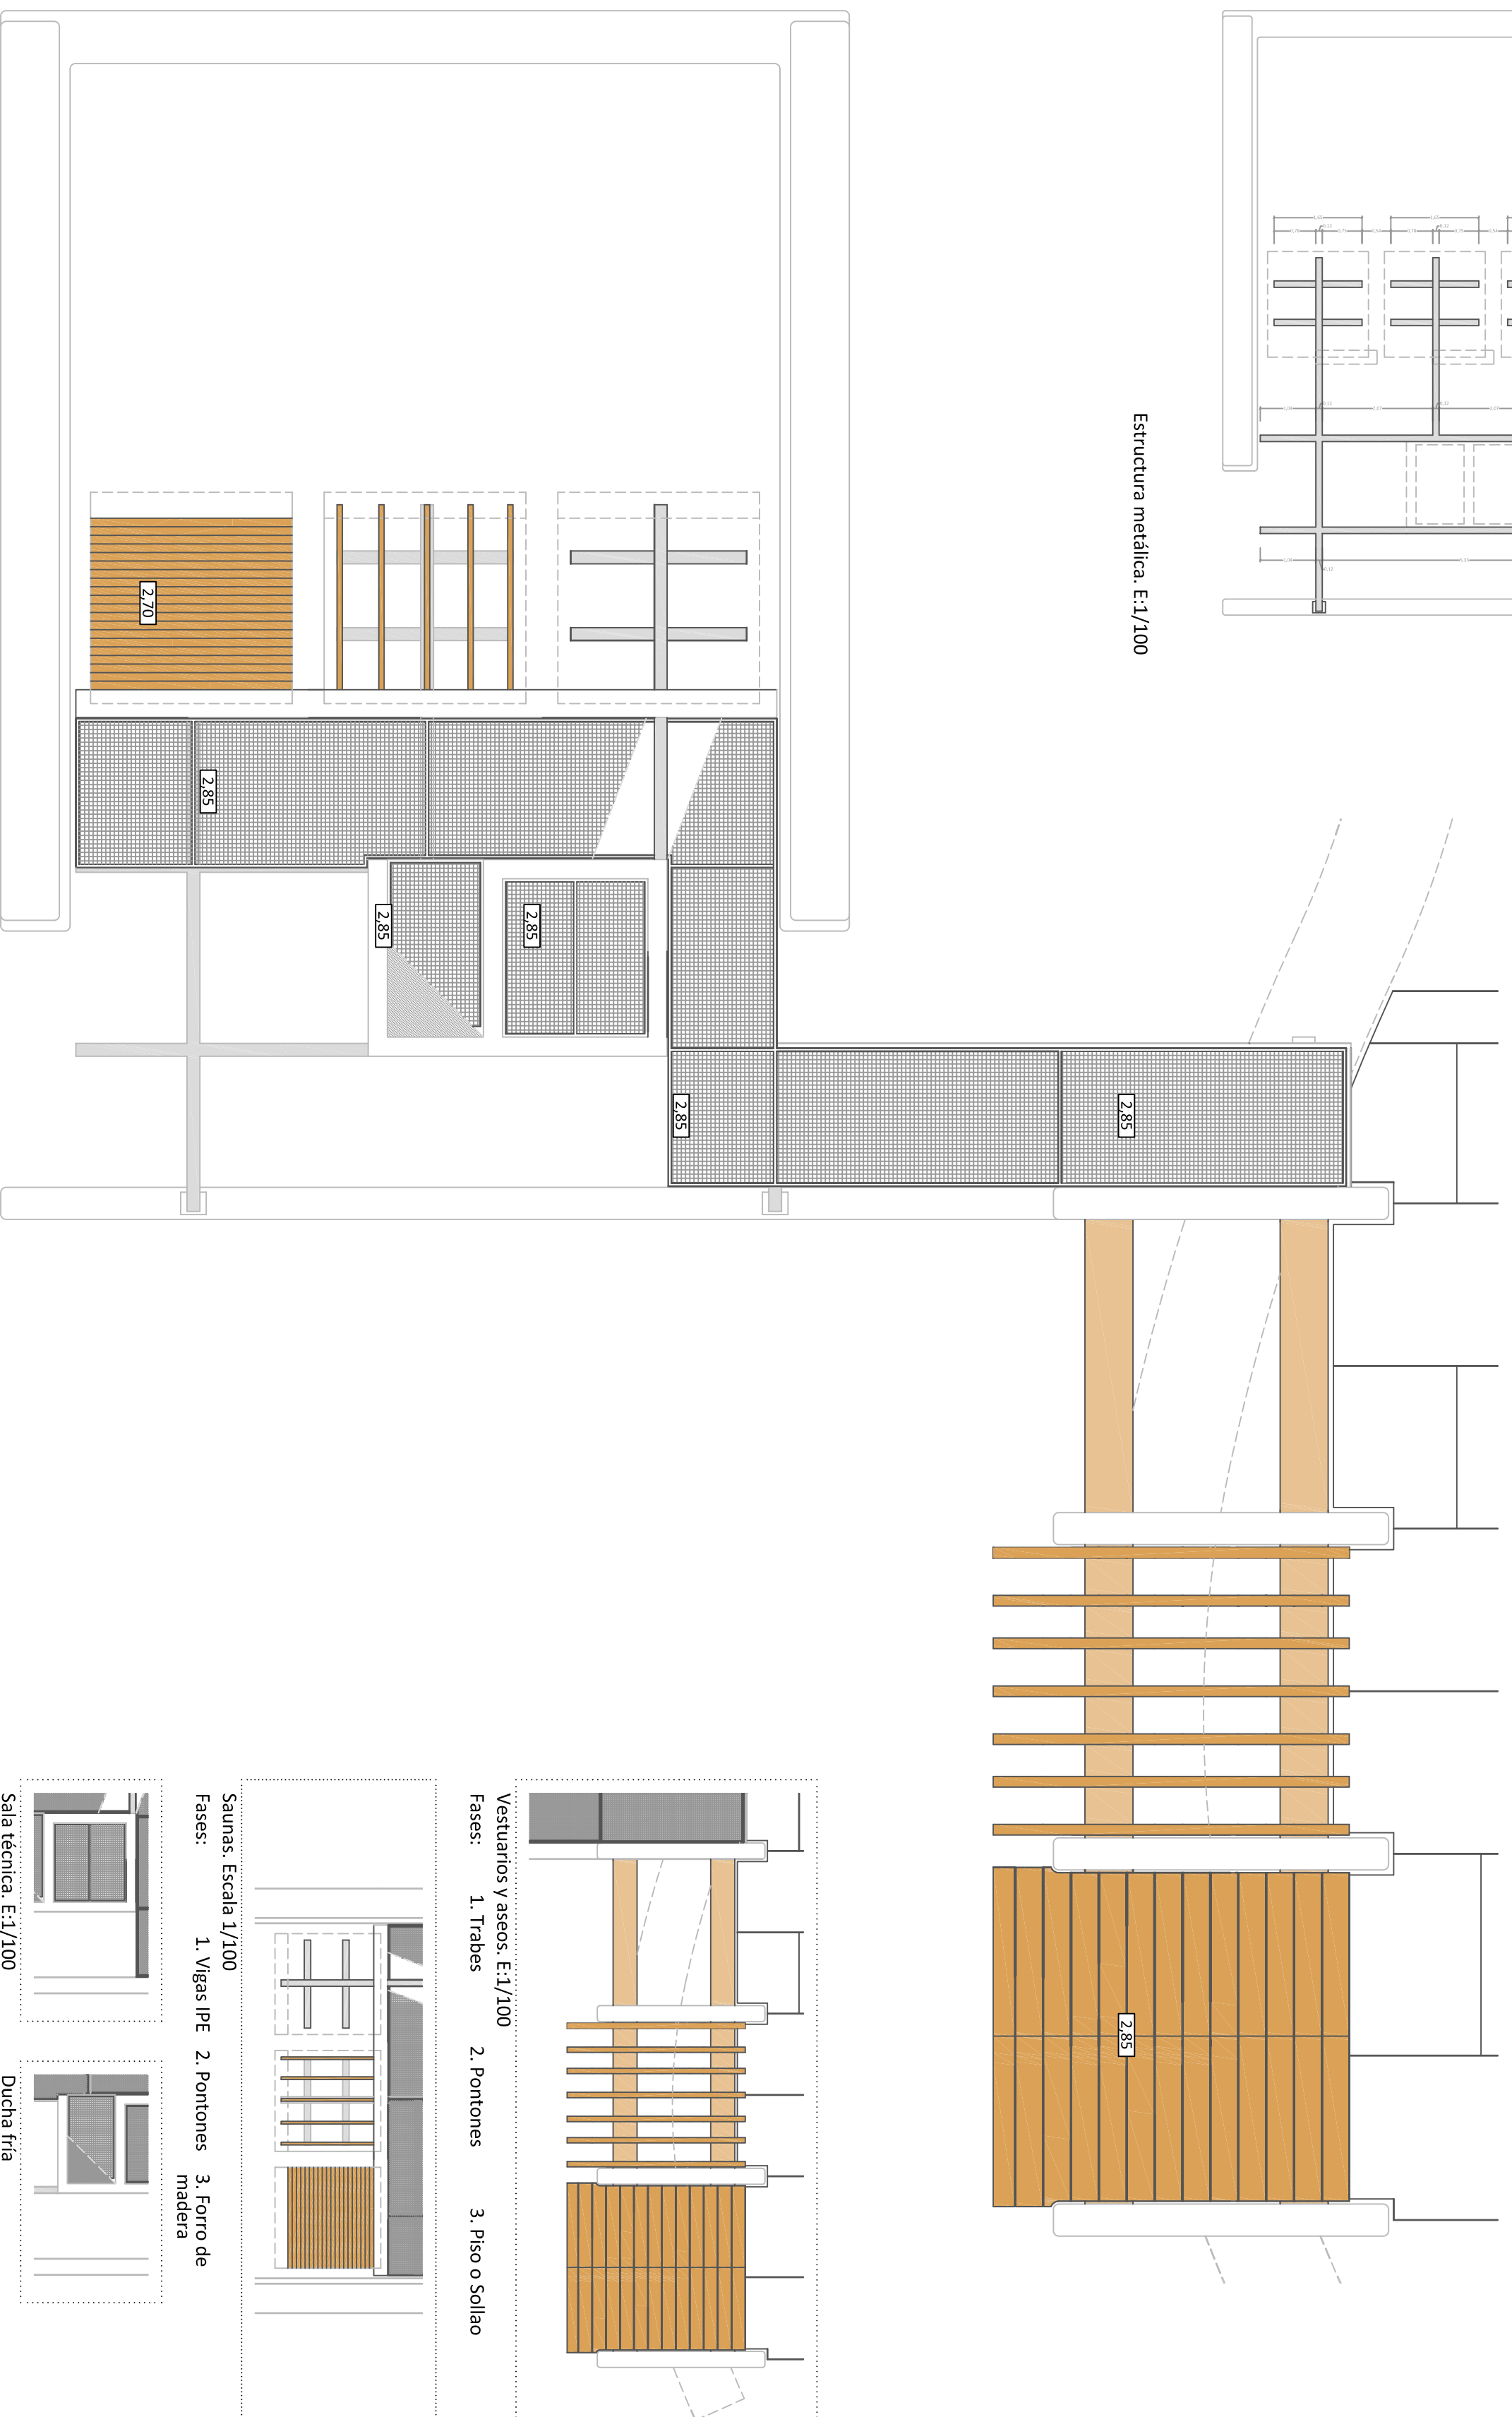 Estructura metálica. E:1/100
2,70
2,85
2,85
2,85
2,85
2,85
2,85
Vestuarios y aseos. E:1/100
Fases:
1. Trabes
2. Pontones
3. Piso o Sollao
Saunas. Escala 1/100
Fases:
1. Vigas IPE
2. Pontones
3. Forro de
madera
Sala técnica. E:1/100
Ducha fría